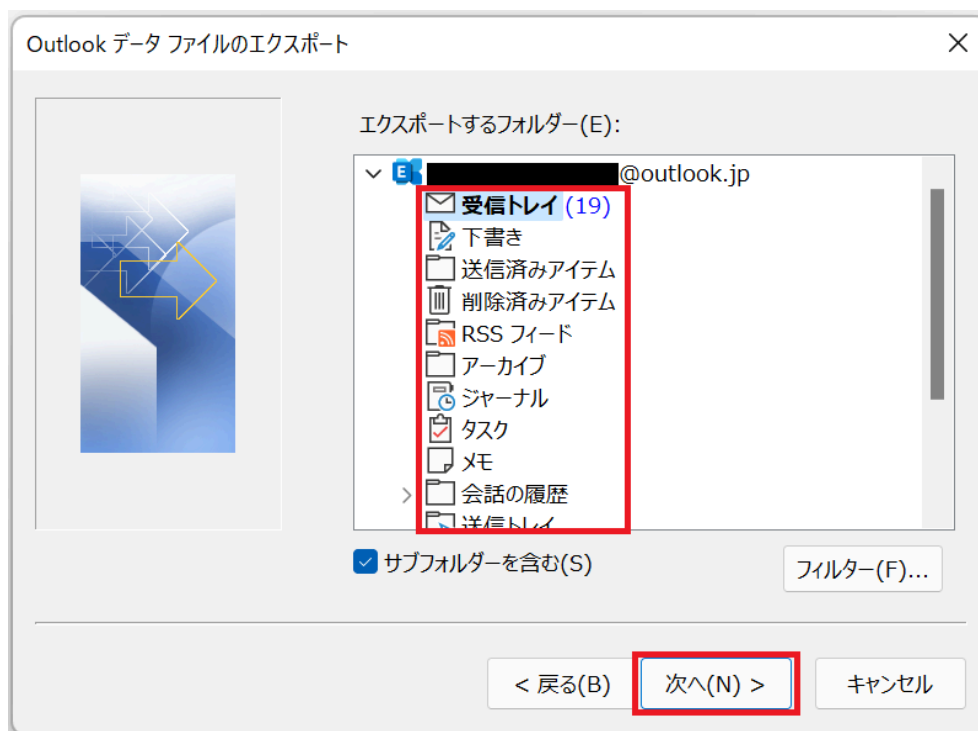 Outlook データ ファイルのエクスポート
エクスポートするフォルダー(E):
@outlook.jp
受信トレイ (19)
下書き
送信済みアイテム
削除済みアイテム
RSS フィード
アーカイブ
ジャーナル
タスク
メモ
会話の履歴
送信トレイ
サブフォルダーを含む(S)
フィルター(F)...
< 戻る(B)
次へ(N) >
キャンセル